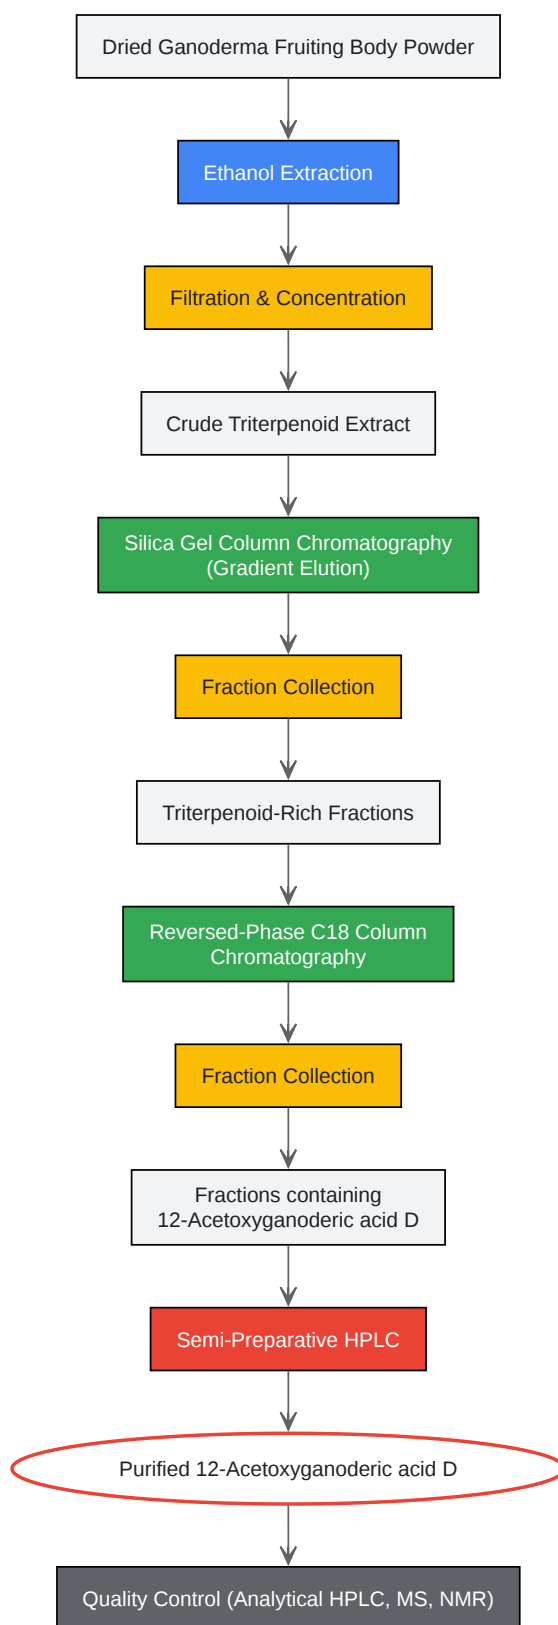 Dried Ganoderma Fruiting Body Powder
Ethanol Extraction
Filtration & Concentration
Crude Triterpenoid Extract
Silica Gel Column Chromatography
(Gradient Elution)
Fraction Collection
Triterpenoid-Rich Fractions
Reversed-Phase C18 Column
Chromatography
Fraction Collection
Fractions containing
12-Acetoxyganoderic acid D
Semi-Preparative HPLC
Purified 12-Acetoxyganoderic acid D
Quality Control (Analytical HPLC, MS, NMR)